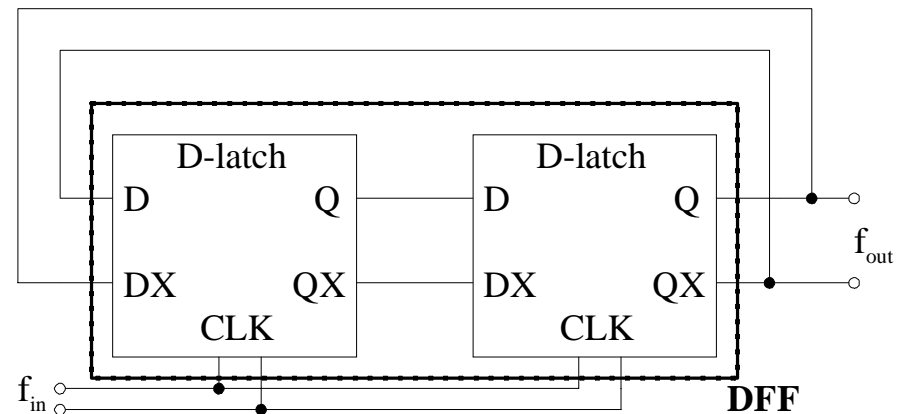 D-latch D-latch
D Q D Q
f_out
DX QX DX QX
CLK CLK
f_in
DFF